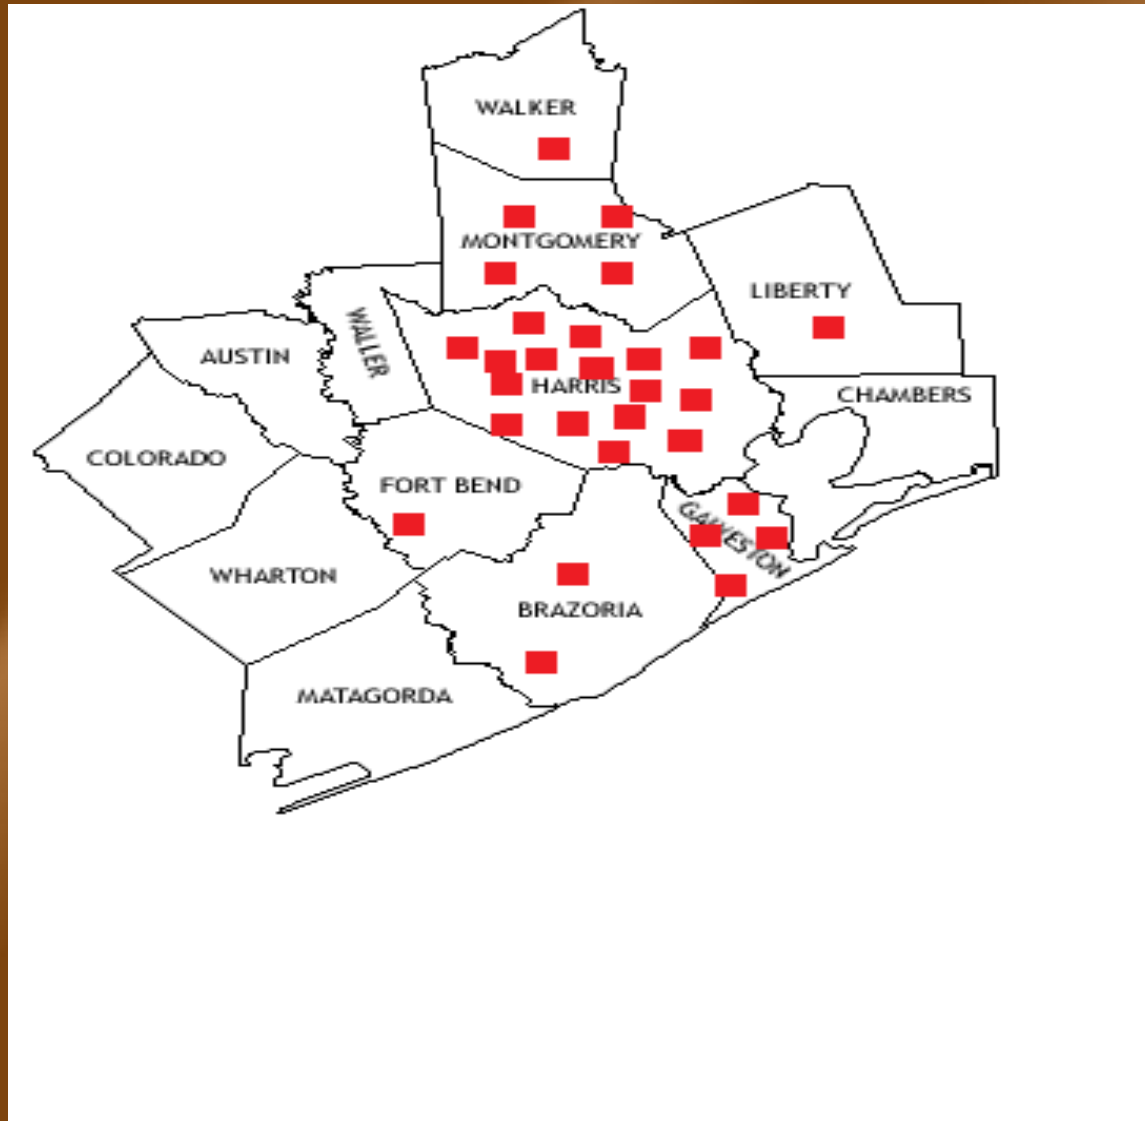 WALKER
MONTGOMERY
LIBERTY
WALLER
AUSTIN
HARRIS
CHAMBERS
COLORADO
FORT BEND
GALVESTON
WHARTON
BRAZORIA
MATAGORDA